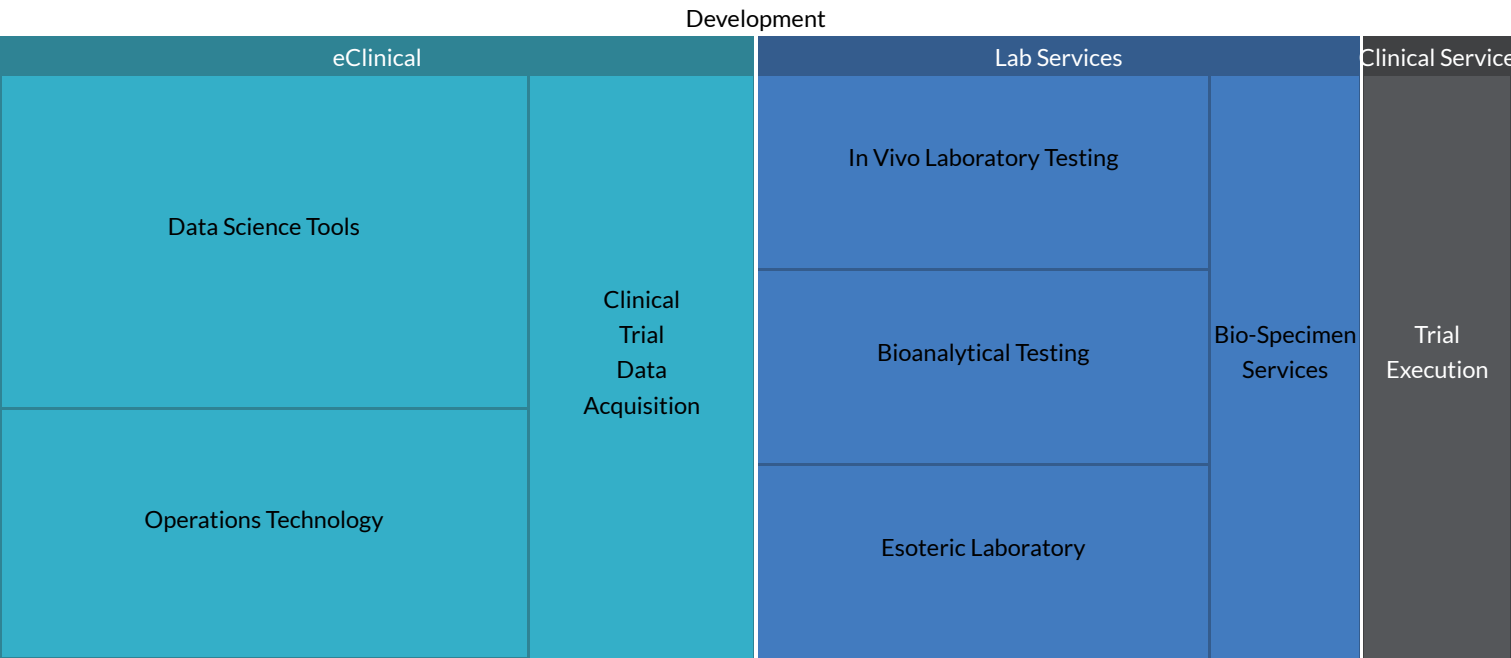 Development
eClinical
Lab Services
Clinical Service
Data Science Tools
Operations Technology
Clinical
Trial
Data
Acquisition
In Vivo Laboratory Testing
Bioanalytical Testing
Esoteric Laboratory
Bio-Specimen
Services
Trial
Execution